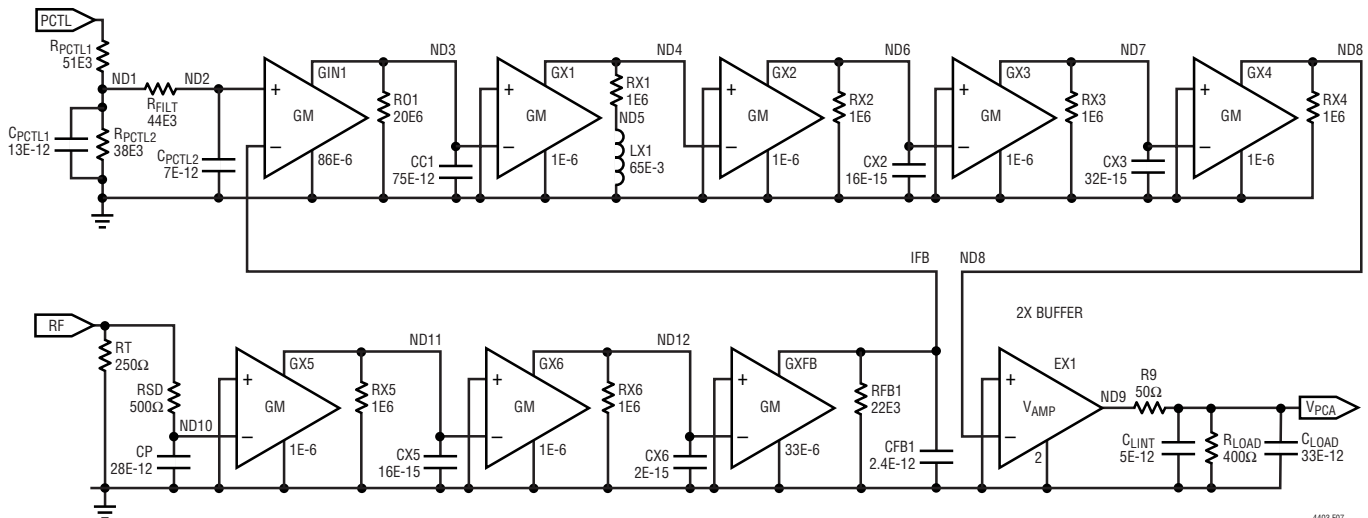 PCTL
RPCTL1
51E3
ND1
ND2
RFILT
44E3
CPCTL1
13E-12
RPCTL2
38E3
CPCTL2
7E-12
+
−
GM
GIN1
86E-6
RO1
20E6
ND3
CC1
75E-12
+
−
GM
GX1
1E-6
RX1
1E6
ND5
LX1
65E-3
ND4
+
−
GM
GX2
1E-6
RX2
1E6
ND6
CX2
16E-15
+
−
GM
GX3
1E-6
RX3
1E6
ND7
CX3
32E-15
+
−
GM
GX4
1E-6
RX4
1E6
ND8
IFB
ND8
RF
RT
250Ω
RSD
500Ω
ND10
CP
28E-12
+
−
GM
GX5
1E-6
RX5
1E6
ND11
CX5
16E-15
+
−
GM
GX6
1E-6
RX6
1E6
ND12
CX6
2E-15
+
−
GM
GXFB
33E-6
RFB1
22E3
CFB1
2.4E-12
2X BUFFER
+
−
VAMP
EX1
2
ND9
R9
50Ω
CLINT
5E-12
RLOAD
400Ω
CLOAD
33E-12
VPCA
4403 F07